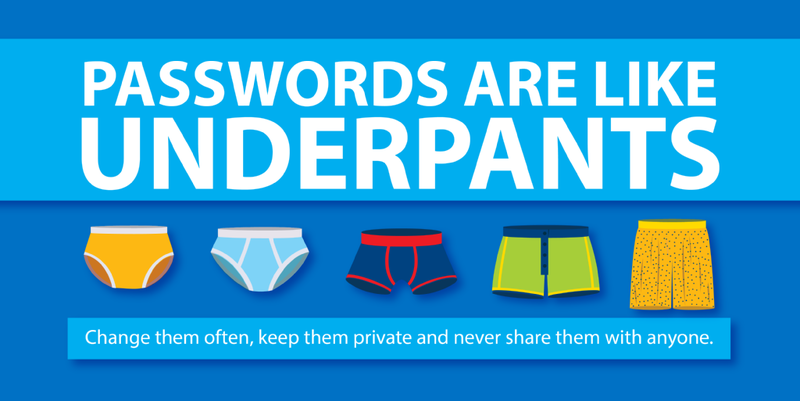 PASSWORDS ARE LIKE
UNDERPANTS
Change them often, keep them private and never share them with anyone.